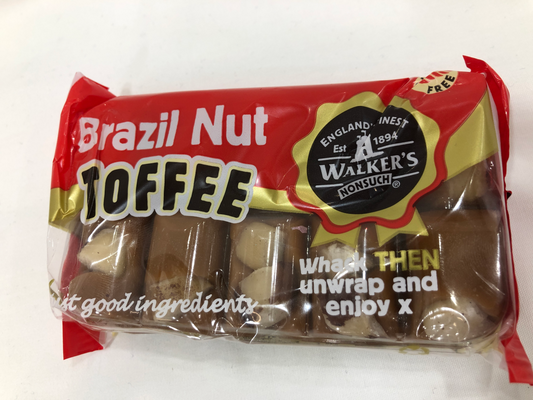 Brazil Nut
TOFFEE
ENGLAND'S FINEST
Est 1894
WALKER'S
NONSUCH®
FREE
Whack THEN
unwrap and
enjoy x
good ingredients